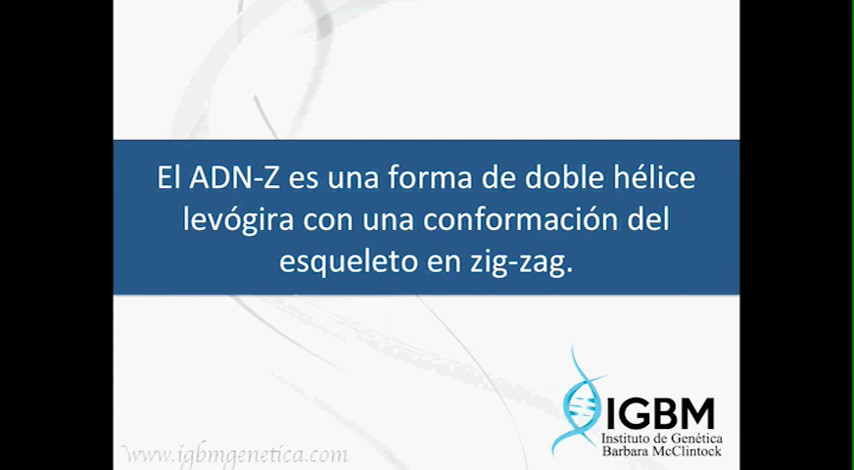 El ADN-Z es una forma de doble hélice
levógira con una conformación del
esqueleto en zig-zag.
IGBM
Instituto de Genética
Barbara McClintock
www.igbmgenetica.com